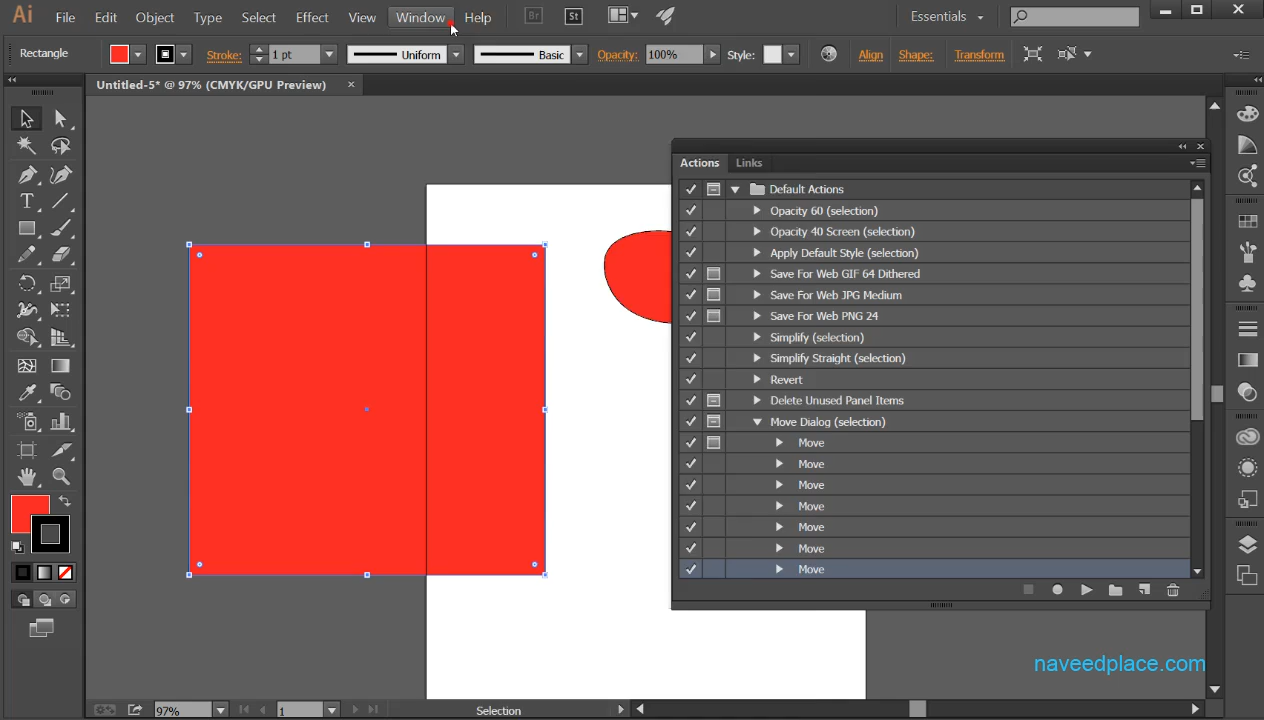 Ai File Edit Object Type Select Effect View Window Help Br St Essentials
Rectangle Stroke: 1 pt Uniform Basic Opacity: 100% Style: Align Shape: Transform
Untitled-5* @ 97% (CMYK/GPU Preview)
Actions Links
Default Actions
Opacity 60 (selection)
Opacity 40 Screen (selection)
Apply Default Style (selection)
Save For Web GIF 64 Dithered
Save For Web JPG Medium
Save For Web PNG 24
Simplify (selection)
Simplify Straight (selection)
Revert
Delete Unused Panel Items
Move Dialog (selection)
Move
Move
Move
Move
Move
Move
Move
naveedplace.com
97% 1 Selection